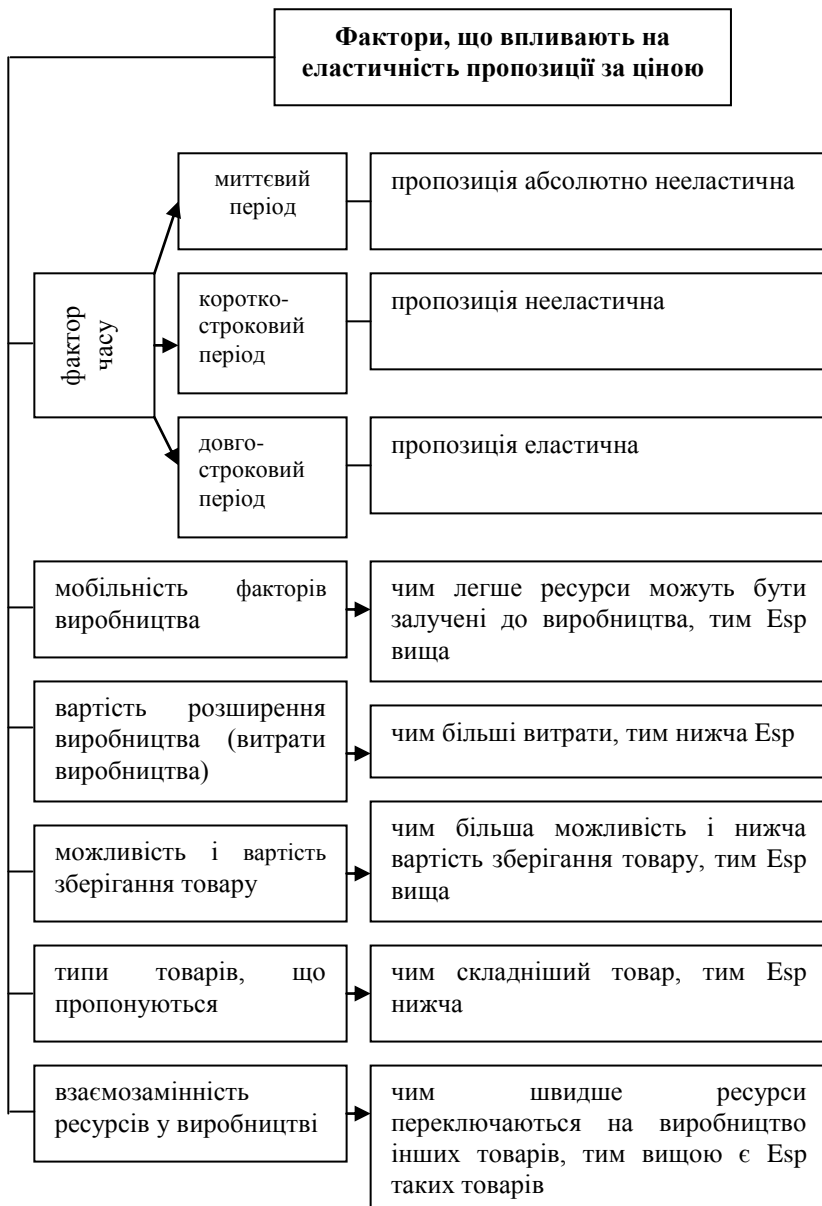 Фактори, що впливають на
еластичність пропозиції за ціною
миттєвий
період
пропозиція абсолютно нееластична
фактор
часу
коротко-
строковий
період
пропозиція нееластична
довго-
строковий
період
пропозиція еластична
мобільність факторів
виробництва
чим легше ресурси можуть бути
залучені до виробництва, тим Esp
вища
вартість розширення
виробництва (витрати
виробництва)
чим більші витрати, тим нижча Esp
можливість і вартість
зберігання товару
чим більша можливість і нижча
вартість зберігання товару, тим Esp
вища
типи товарів, що
пропонуються
чим складніший товар, тим Esp
нижча
взаємозамінність
ресурсів у виробництві
чим швидше ресурси
переключаються на виробництво
інших товарів, тим вищою є Esp
таких товарів